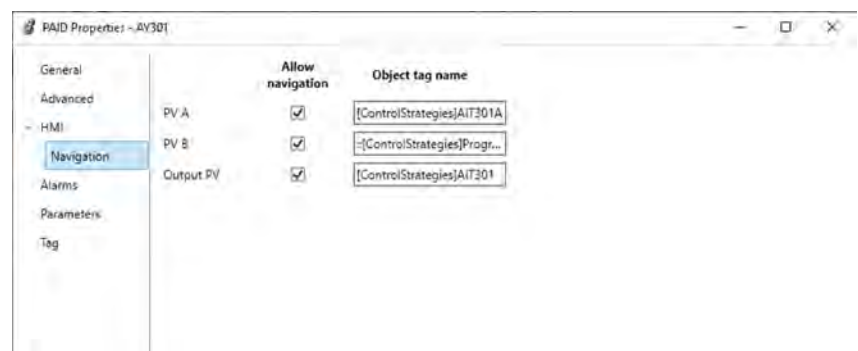 PAID Properties - AY301
General
Advanced
HMI
Navigation
Alarms
Parameters
Tag
Allow navigation
Object tag name
PV A
[ControlStrategies]AIT301A
PV B
=[ControlStrategies]Progr...
Output PV
[ControlStrategies]AIT301